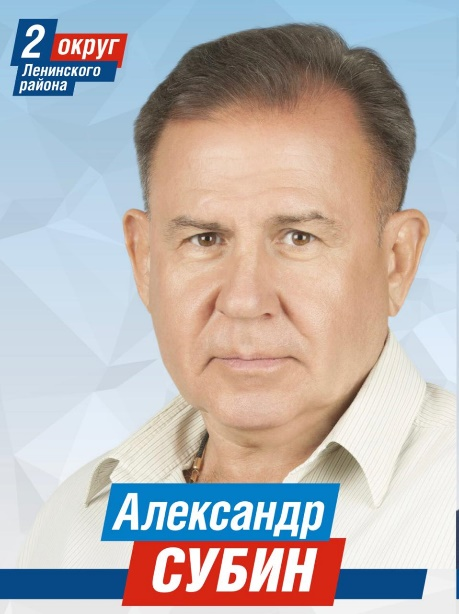 2 округ
Ленинского
района
Александр
СУБИН